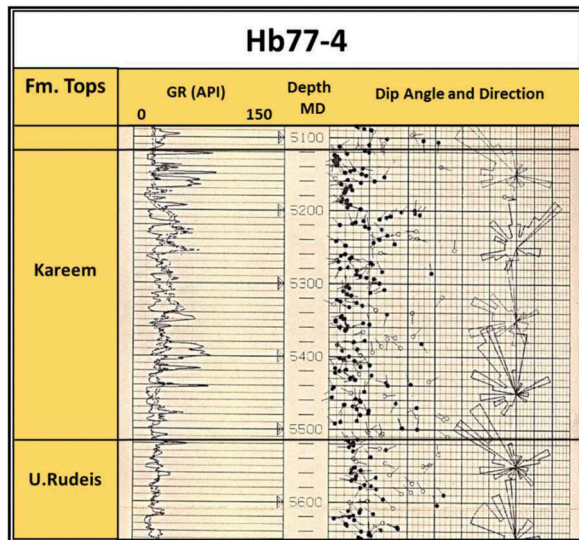 Hb77-4
Fm. Tops
GR (API)
0 150
Depth
MD
Dip Angle and Direction
5100
Kareem
5200
5300
5400
5500
U.Rudeis
5600